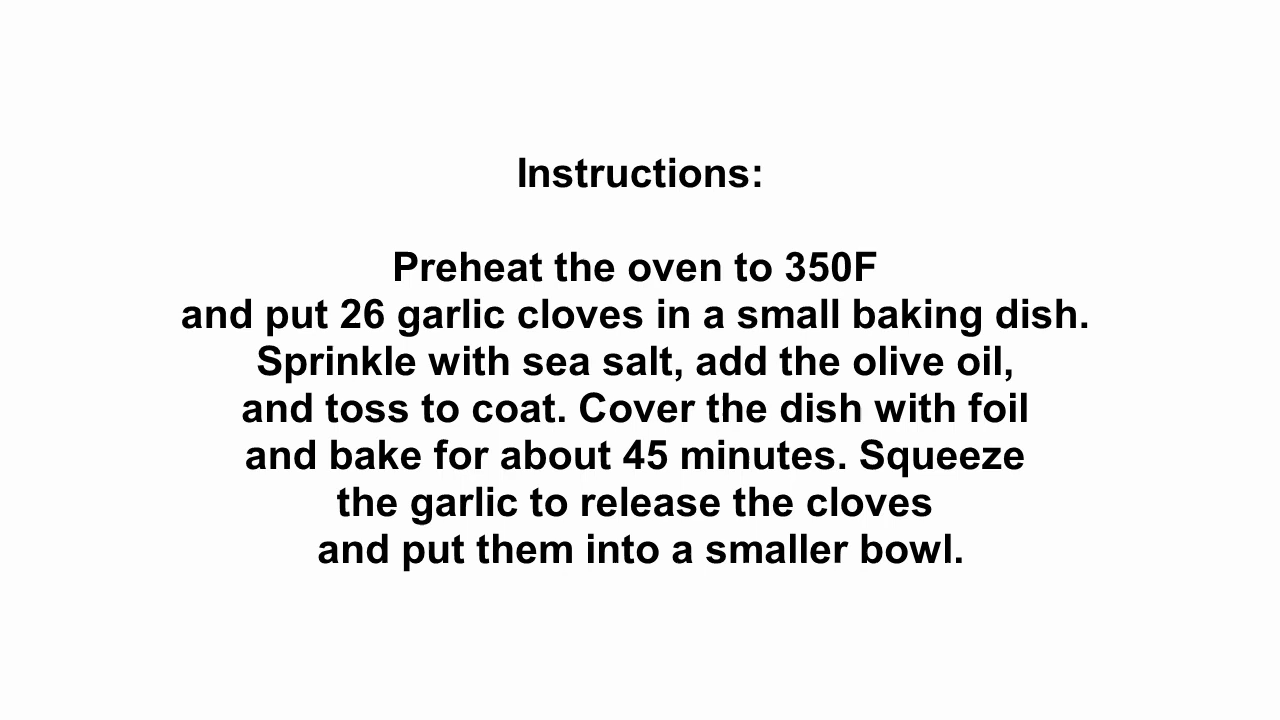 Instructions:
Preheat the oven to 350F
and put 26 garlic cloves in a small baking dish.
Sprinkle with sea salt, add the olive oil,
and toss to coat. Cover the dish with foil
and bake for about 45 minutes. Squeeze
the garlic to release the cloves
and put them into a smaller bowl.